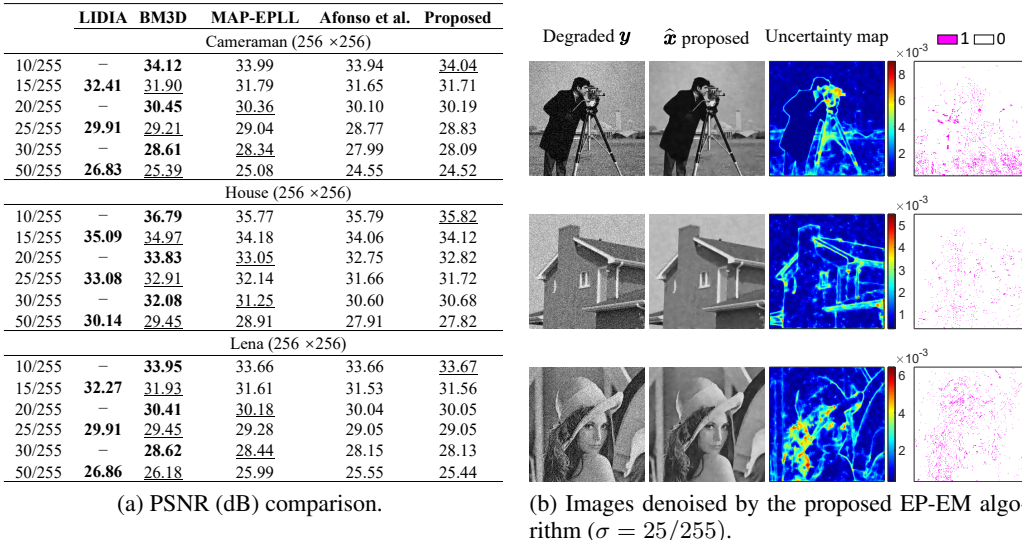 LIDIA BM3D MAP-EPLL Afonso et al. Proposed
Cameraman (256 ×256)
10/255 – 34.12 33.99 33.94 34.04
15/255 32.41 31.90 31.79 31.65 31.71
20/255 – 30.45 30.36 30.10 30.19
25/255 29.91 29.21 29.04 28.77 28.83
30/255 – 28.61 28.34 27.99 28.09
50/255 26.83 25.39 25.08 24.55 24.52
House (256 ×256)
10/255 – 36.79 35.77 35.79 35.82
15/255 35.09 34.97 34.18 34.06 34.12
20/255 – 33.83 33.05 32.75 32.82
25/255 33.08 32.91 32.14 31.66 31.72
30/255 – 32.08 31.25 30.60 30.68
50/255 30.14 29.45 28.91 27.91 27.82
Lena (256 ×256)
10/255 – 33.95 33.66 33.66 33.67
15/255 32.27 31.93 31.61 31.53 31.56
20/255 – 30.41 30.18 30.04 30.05
25/255 29.91 29.45 29.28 29.05 29.05
30/255 – 28.62 28.44 28.15 28.13
50/255 26.86 26.18 25.99 25.55 25.44
(a) PSNR (dB) comparison.
Degraded y x̂ proposed Uncertainty map 1 0
×10⁻³
8
6
4
2
×10⁻³
5
4
3
2
1
×10⁻³
6
4
2
(b) Images denoised by the proposed EP-EM algo-
rithm (σ = 25/255).